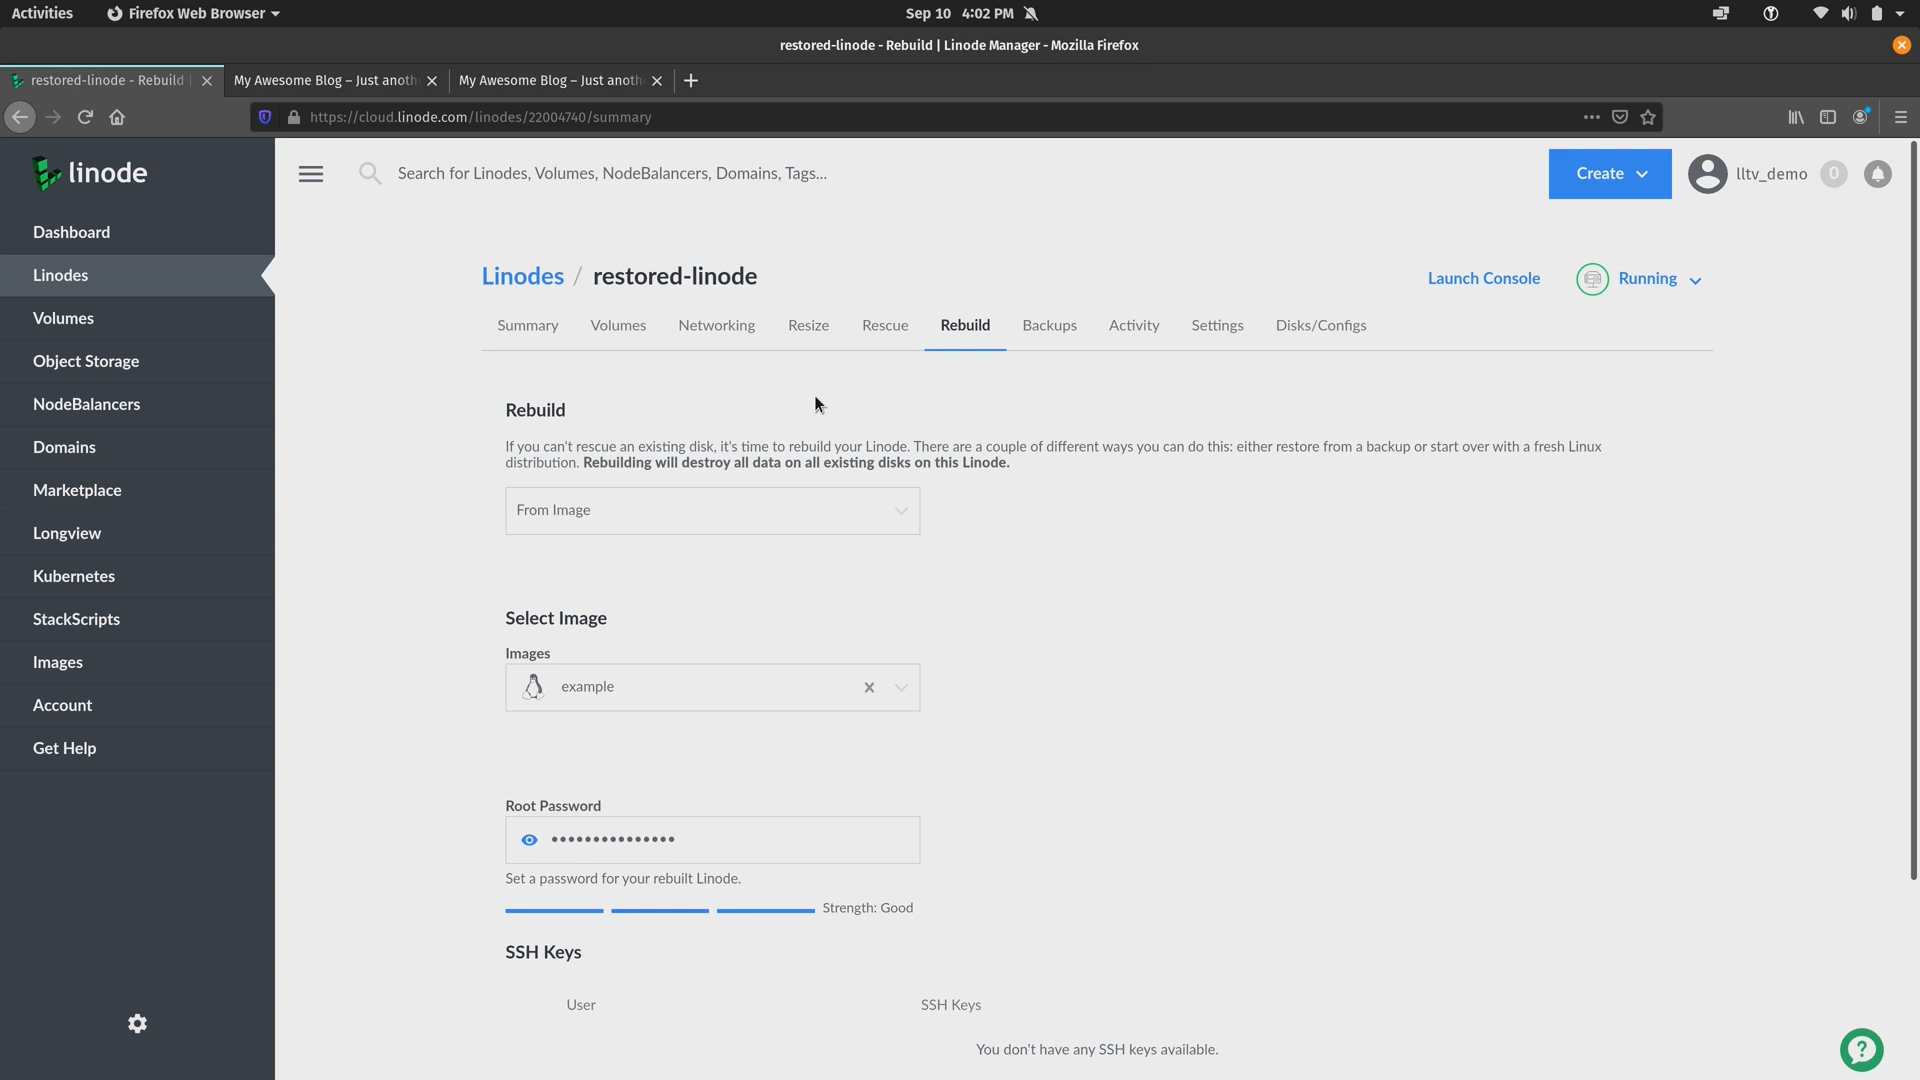 Activities
Firefox Web Browser
Sep 10 4:02 PM
restored-linode - Rebuild | Linode Manager - Mozilla Firefox
restored-linode - Rebuild |
My Awesome Blog – Just anoth
My Awesome Blog – Just anoth
https://cloud.linode.com/linodes/22004740/summary
linode
Search for Linodes, Volumes, NodeBalancers, Domains, Tags...
Create
lltv_demo
0
Dashboard
Linodes
Volumes
Object Storage
NodeBalancers
Domains
Marketplace
Longview
Kubernetes
StackScripts
Images
Account
Get Help
Linodes / restored-linode
Launch Console
Running
Summary
Volumes
Networking
Resize
Rescue
Rebuild
Backups
Activity
Settings
Disks/Configs
Rebuild
If you can't rescue an existing disk, it's time to rebuild your Linode. There are a couple of different ways you can do this: either restore from a backup or start over with a fresh Linux
distribution. Rebuilding will destroy all data on all existing disks on this Linode.
From Image
Select Image
Images
example
Root Password
•••••••••••••••
Set a password for your rebuilt Linode.
Strength: Good
SSH Keys
User
SSH Keys
You don't have any SSH keys available.